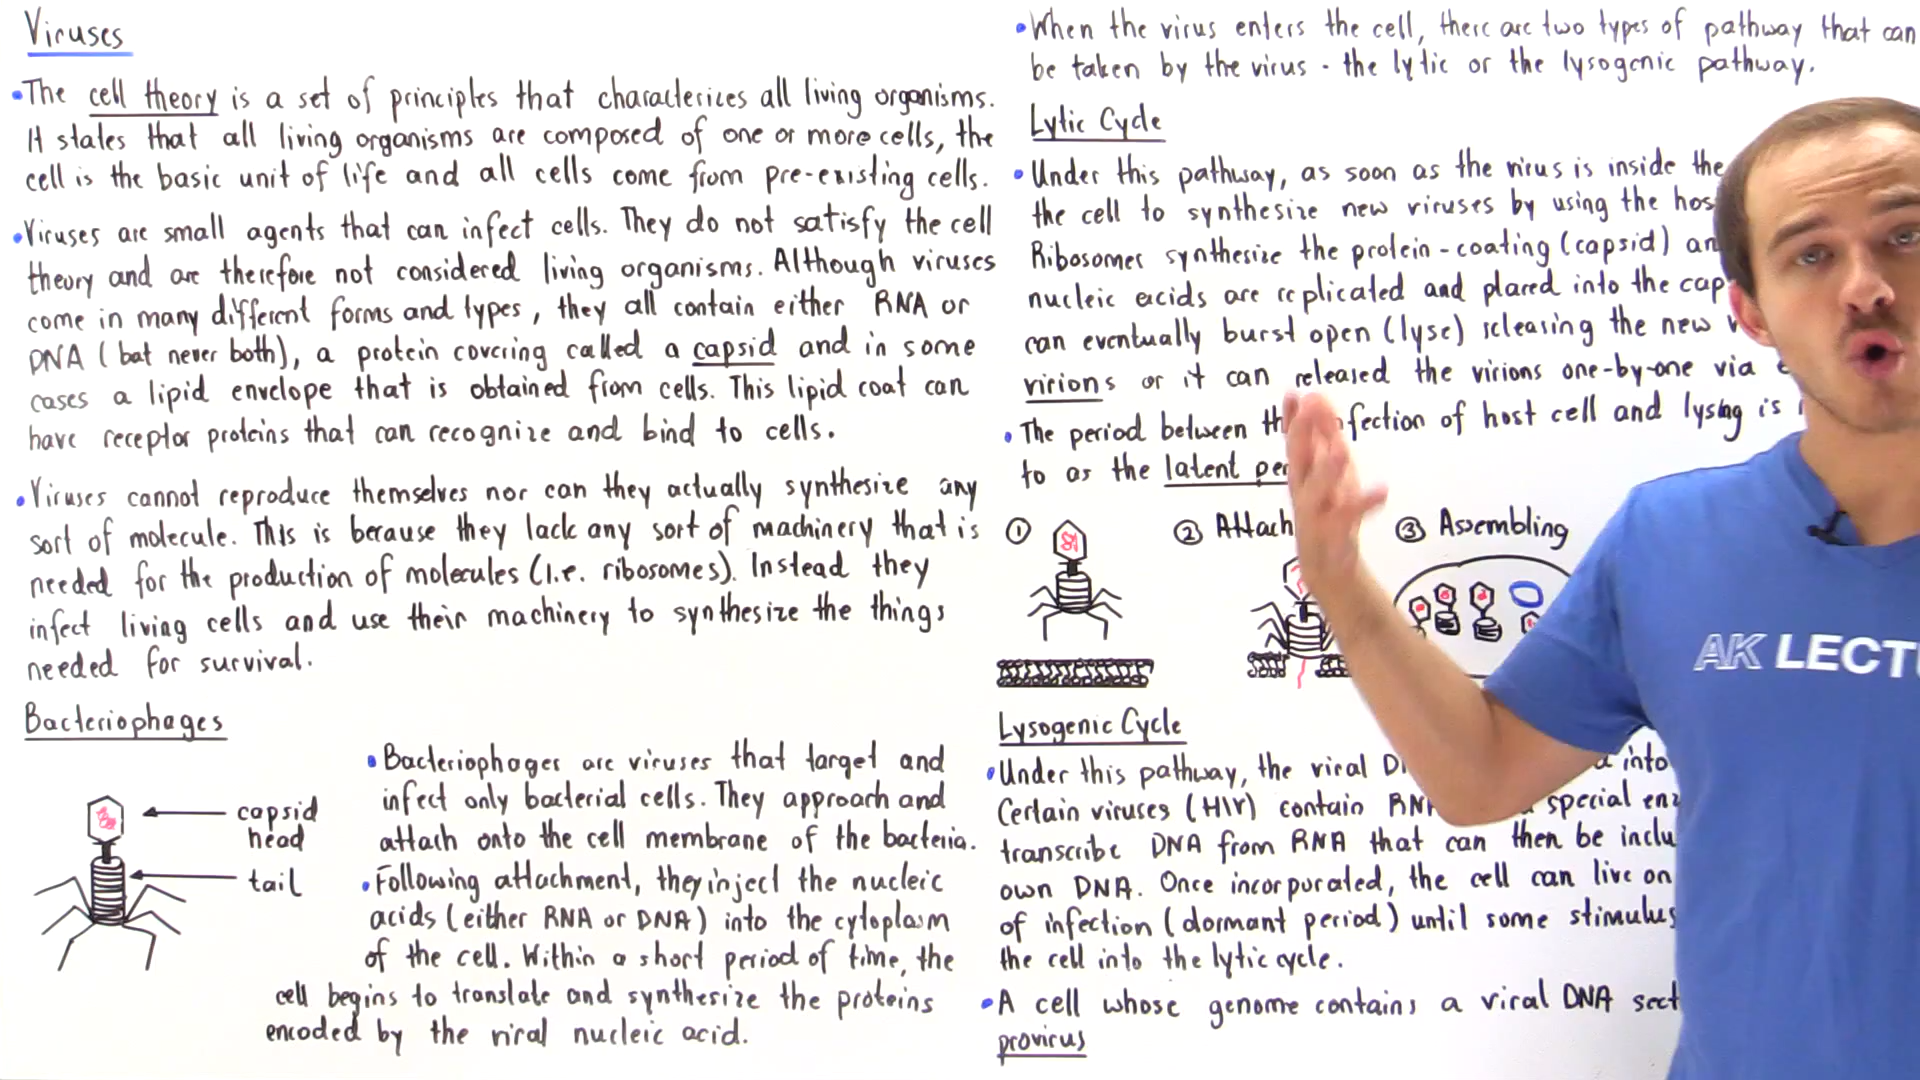 Viruses
•The cell theory is a set of principles that characterizes all living organisms.
It states that all living organisms are composed of one or more cells, the
cell is the basic unit of life and all cells come from pre-existing cells.
•Viruses are small agents that can infect cells. They do not satisfy the cell
theory and are therefore not considered living organisms. Although viruses
come in many different forms and types, they all contain either RNA or
DNA (but never both), a protein covering called a capsid and in some
cases a lipid envelope that is obtained from cells. This lipid coat can
have receptor proteins that can recognize and bind to cells.
•Viruses cannot reproduce themselves nor can they actually synthesize any
sort of molecule. This is because they lack any sort of machinery that is
needed for the production of molecules (i.e. ribosomes). Instead they
infect living cells and use their machinery to synthesize the things
needed for survival.
Bacteriophages
capsid
head
tail
•Bacteriophages are viruses that target and
infect only bacterial cells. They approach and
attach onto the cell membrane of the bacteria.
•Following attachment, they inject the nucleic
acids (either RNA or DNA) into the cytoplasm
of the cell. Within a short period of time, the
cell begins to translate and synthesize the proteins
encoded by the viral nucleic acid.
•When the virus enters the cell, there are two types of pathway that can
be taken by the virus - the lytic or the lysogenic pathway.
Lytic Cycle
•Under this pathway, as soon as the virus is inside the
the cell to synthesize new viruses by using the
Ribosomes synthesize the protein-coating (capsid)
nucleic acids are replicated and placed into the
can eventually burst open (lyse) releasing the new
virions or it can released the virions one-by-one via
•The period between infection of host cell and lysing is
to as the latent
① ② Attach ③ Assembling
Lysogenic Cycle
•Under this pathway, the viral into
Certain viruses (HIV) contain special
transcribe DNA from RNA that can then be
own DNA. Once incorporated, the cell can live on
of infection (dormant period) until some stimulus
the cell into the lytic cycle.
•A cell whose genome contains a viral DNA
provirus
AK LECTU